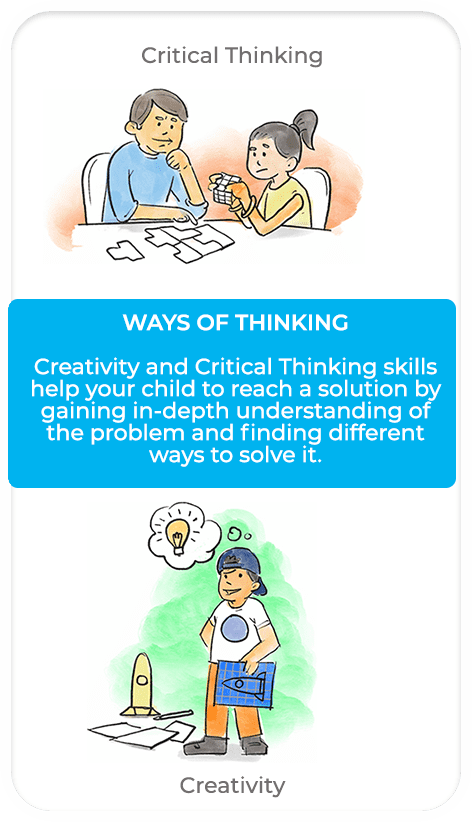 Critical Thinking
WAYS OF THINKING
Creativity and Critical Thinking skills
help your child to reach a solution by
gaining in-depth understanding of
the problem and finding different
ways to solve it.
Creativity